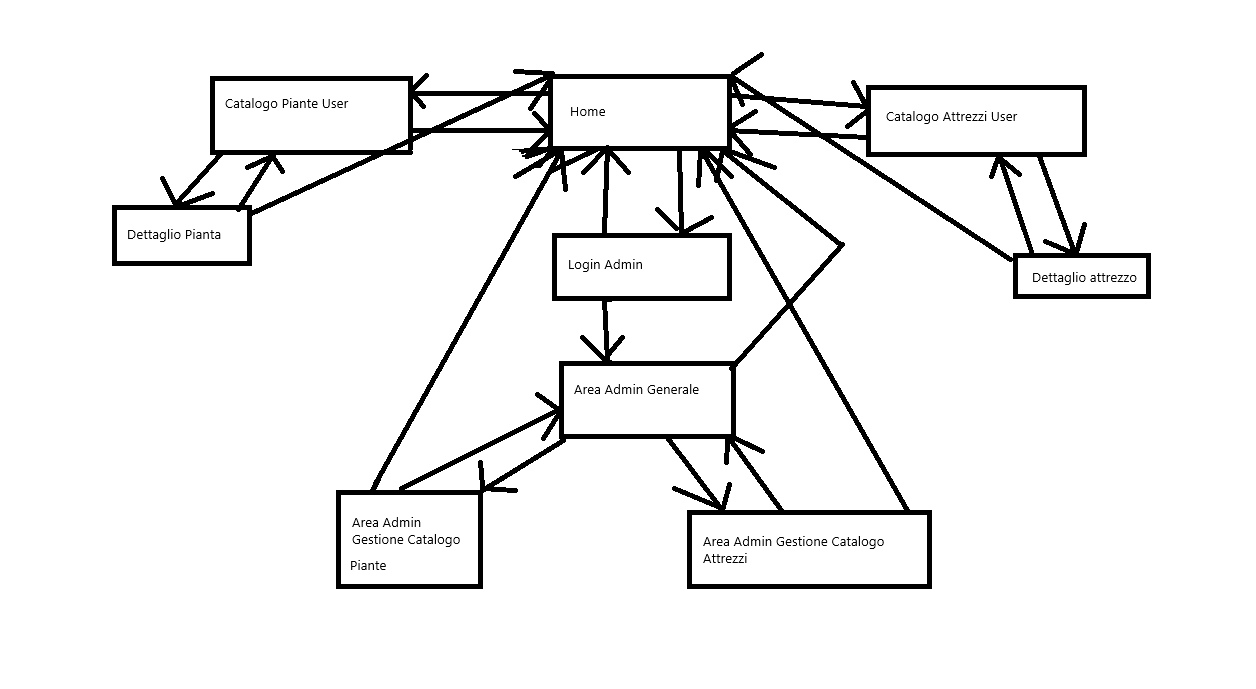 Catalogo Piante User
Home
Catalogo Attrezzi User
Dettaglio Pianta
Login Admin
Dettaglio attrezzo
Area Admin Generale
Area Admin
Gestione Catalogo
Piante
Area Admin Gestione Catalogo
Attrezzi